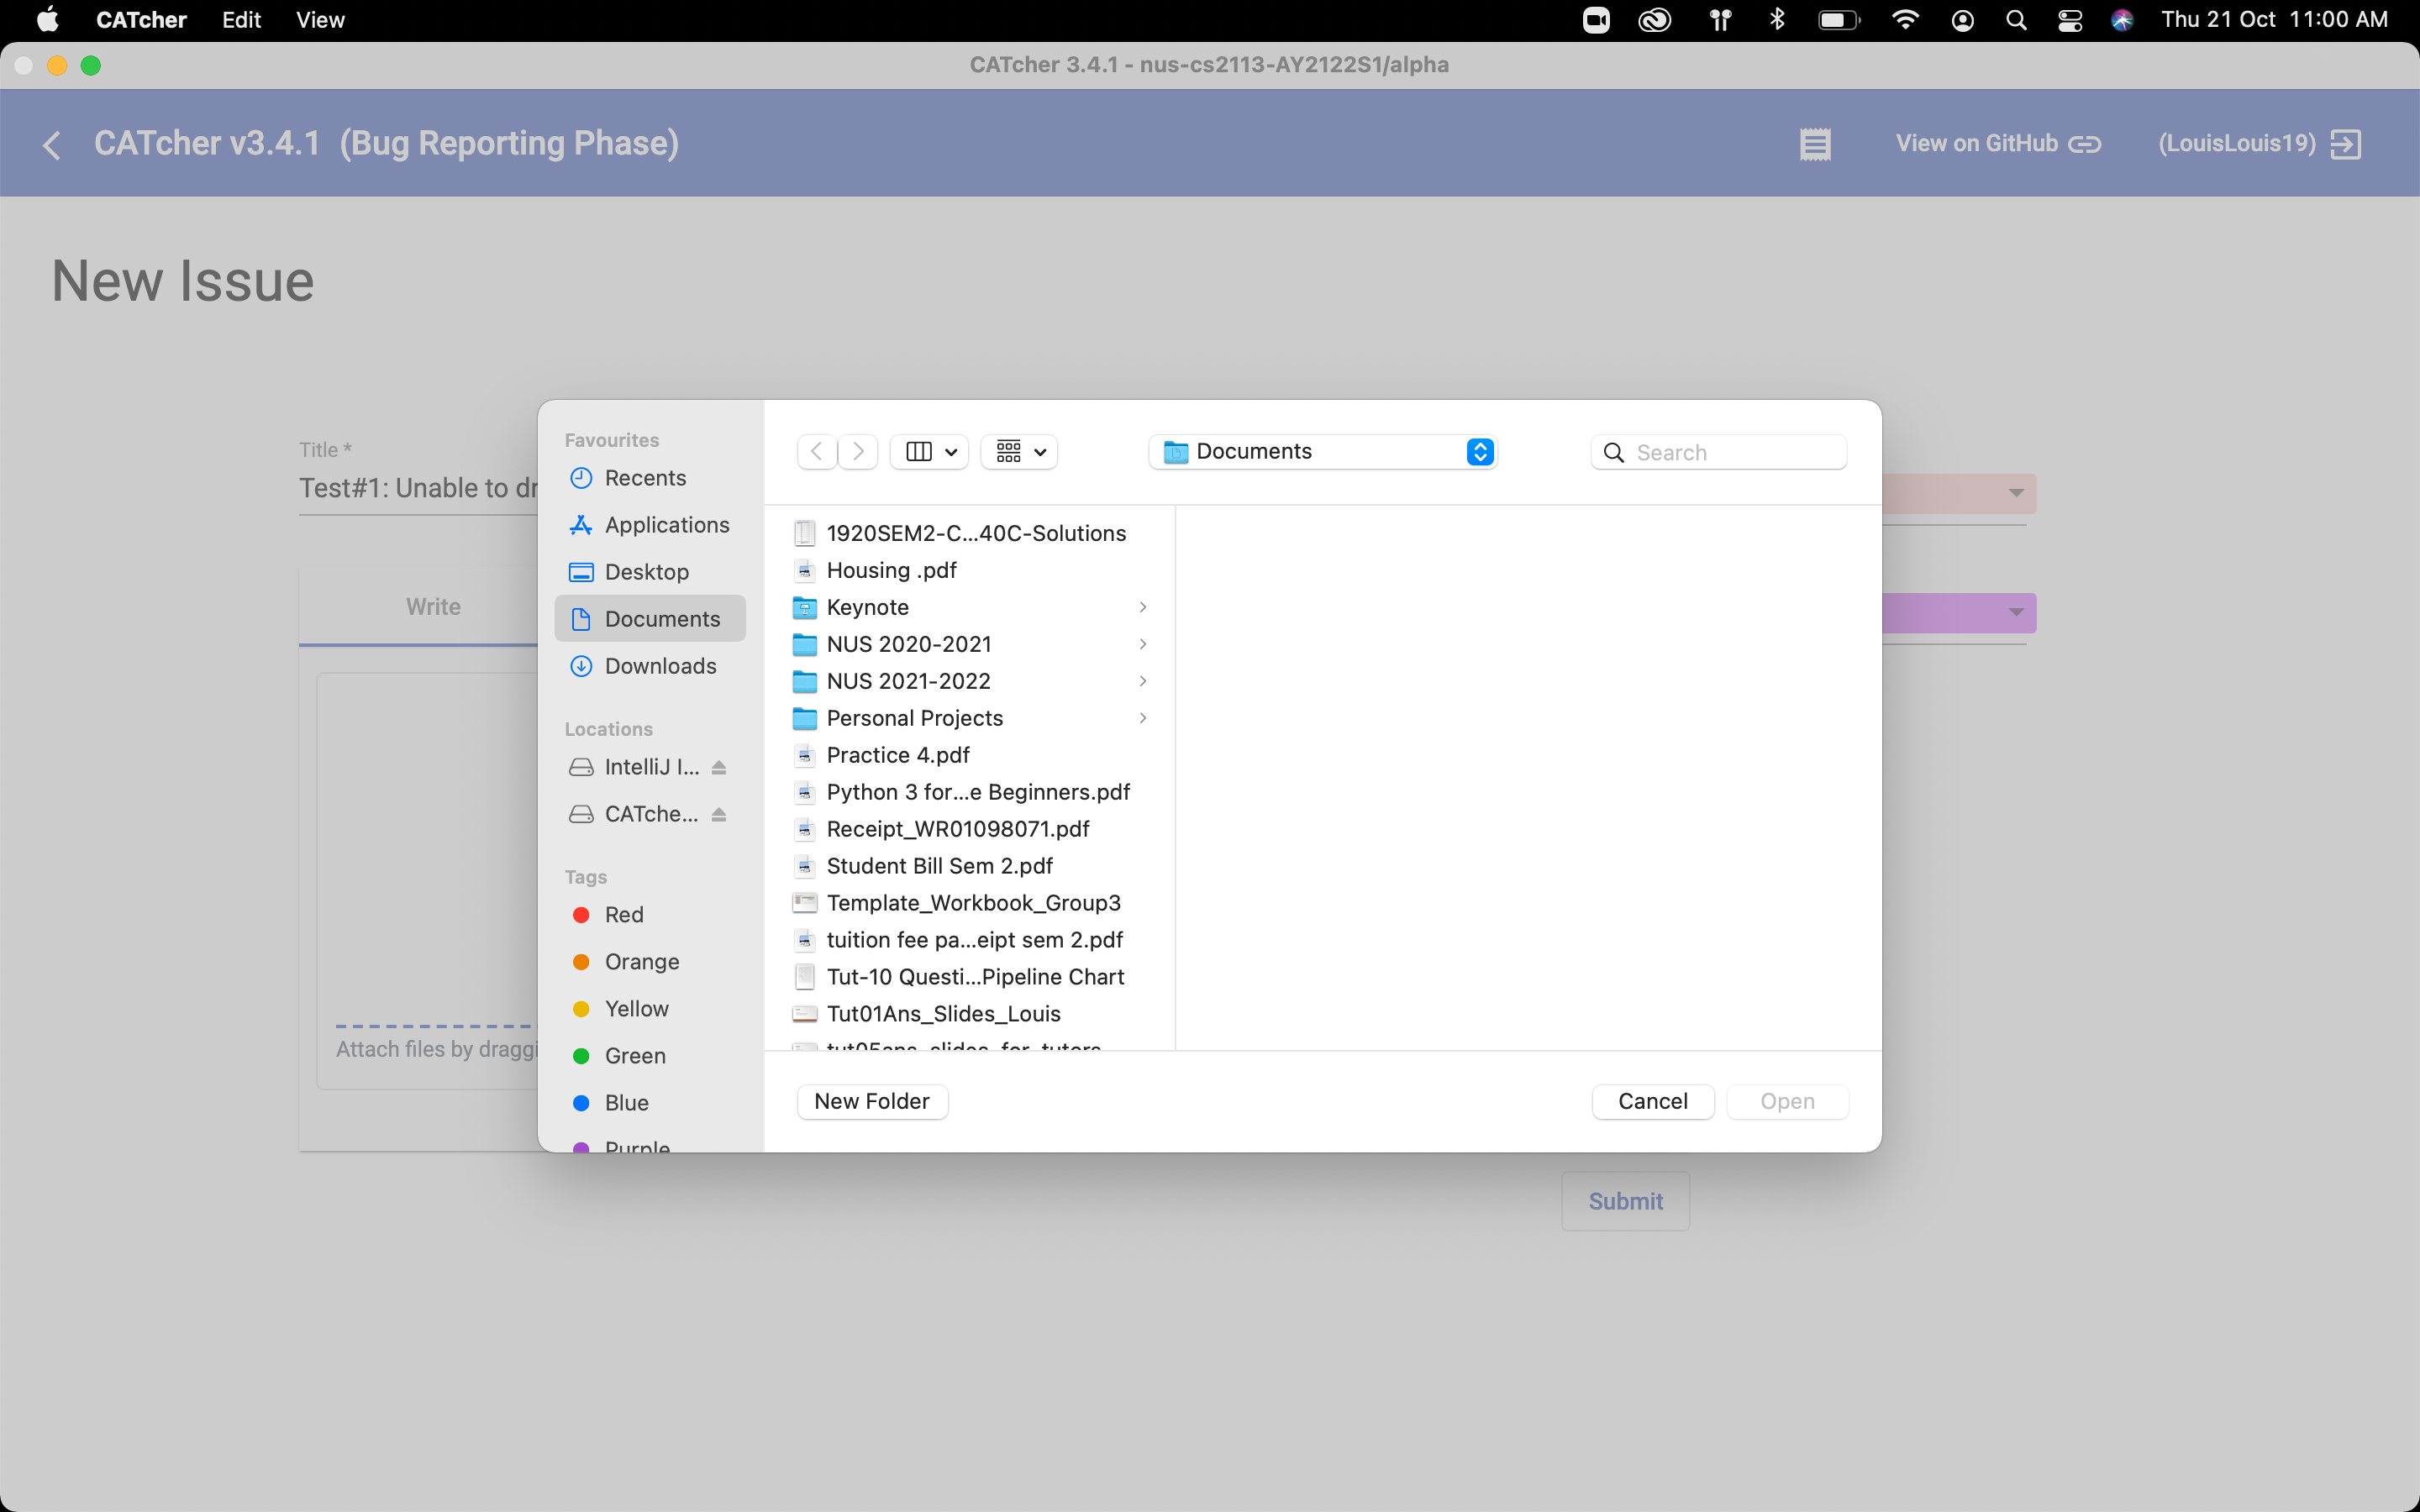 CATcher Edit View Thu 21 Oct 11:00 AM
CATcher 3.4.1 - nus-cs2113-AY2122S1/alpha
CATcher v3.4.1 (Bug Reporting Phase) View on GitHub (LouisLouis19)
New Issue
Title *
Test#1: Unable to dr
Write
Attach files by draggi
Favourites
Recents
Applications
Desktop
Documents
Downloads
Locations
IntelliJ I...
CATche...
Tags
Red
Orange
Yellow
Green
Blue
Purple
Documents
Search
1920SEM2-C...40C-Solutions
Housing .pdf
Keynote
NUS 2020-2021
NUS 2021-2022
Personal Projects
Practice 4.pdf
Python 3 for...e Beginners.pdf
Receipt_WR01098071.pdf
Student Bill Sem 2.pdf
Template_Workbook_Group3
tuition fee pa...eipt sem 2.pdf
Tut-10 Questi...Pipeline Chart
Tut01Ans_Slides_Louis
tut05ans_slides_for_tutors
New Folder
Cancel
Open
Submit